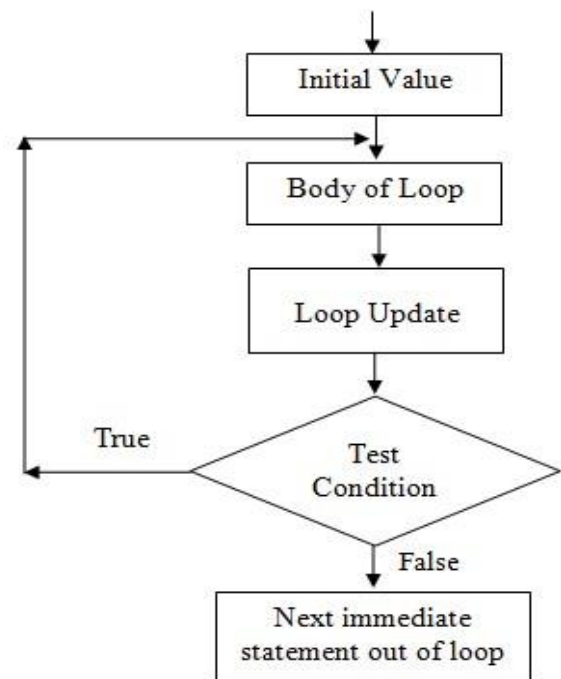 Initial Value
Body of Loop
Loop Update
True
Test
Condition
False
Next immediate
statement out of loop